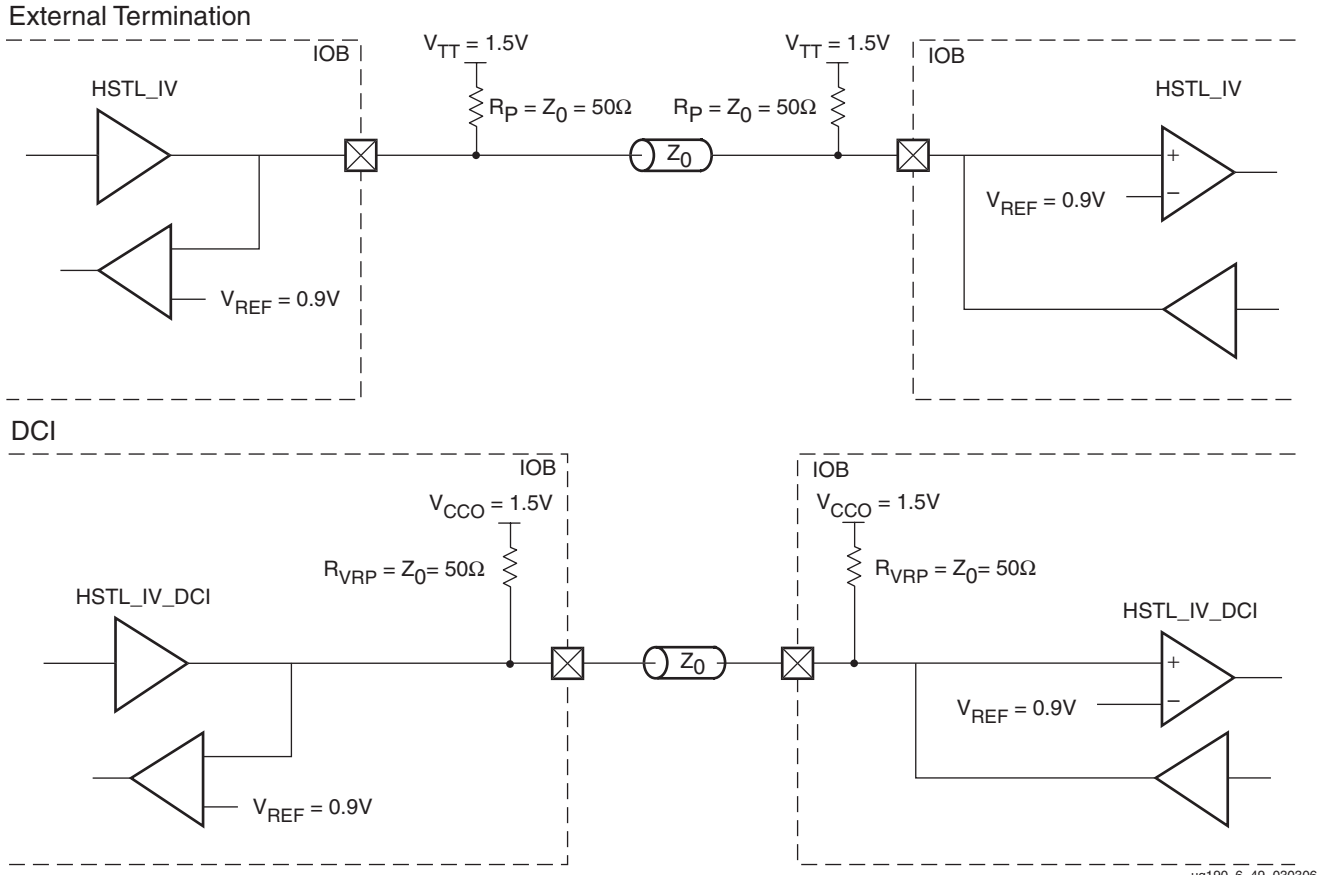 External Termination
IOB
V_TT = 1.5V
V_TT = 1.5V
IOB
HSTL_IV
R_P = Z_0 = 50Ω
R_P = Z_0 = 50Ω
HSTL_IV
Z_0
+
V_REF = 0.9V
−
V_REF = 0.9V
DCI
IOB
IOB
V_CCO = 1.5V
V_CCO = 1.5V
R_VRP = Z_0= 50Ω
R_VRP = Z_0= 50Ω
HSTL_IV_DCI
HSTL_IV_DCI
Z_0
+
V_REF = 0.9V
−
V_REF = 0.9V
ug190_6_49_030306